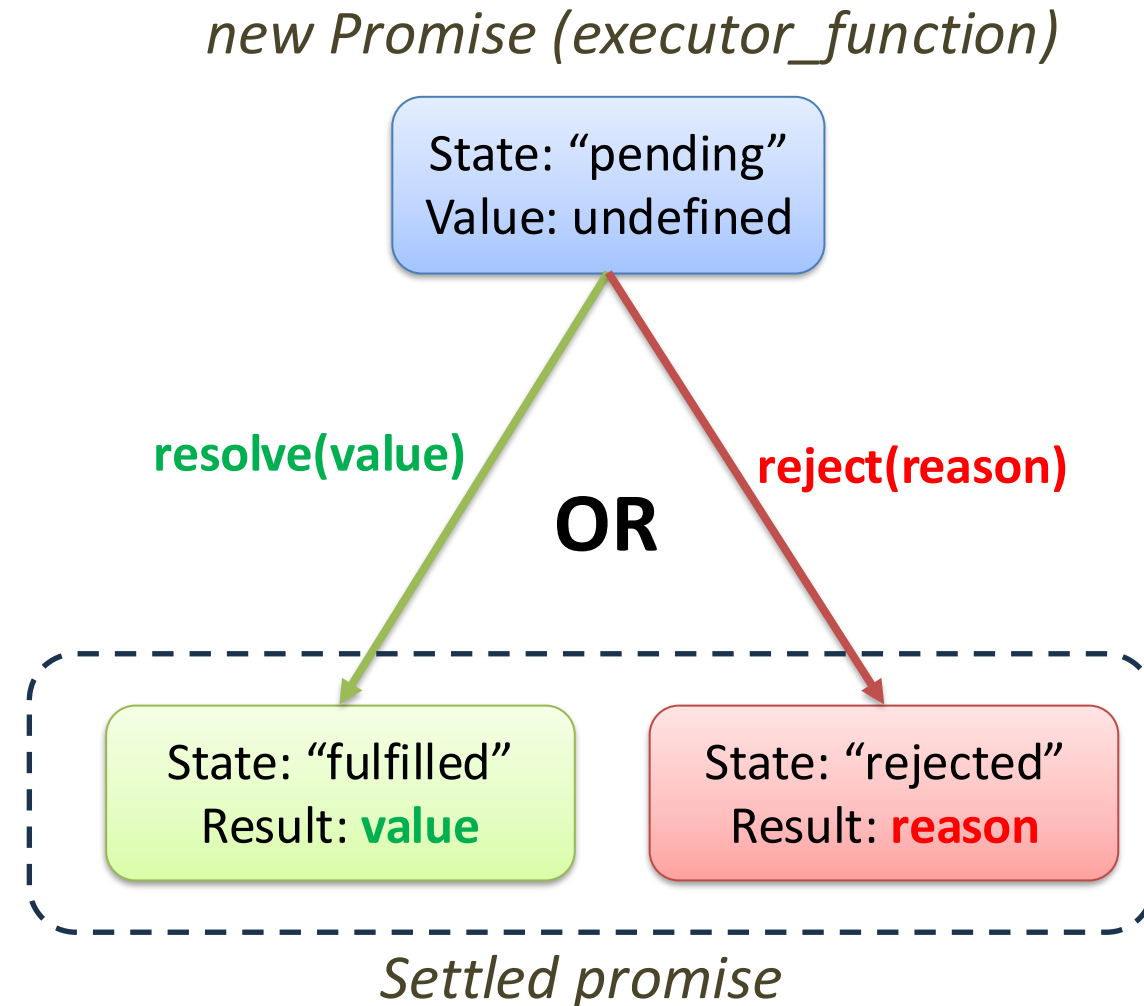 new Promise (executor_function)
State: “pending”
Value: undefined
resolve(value)
reject(reason)
OR
State: “fulfilled”
Result: value
State: “rejected”
Result: reason
Settled promise